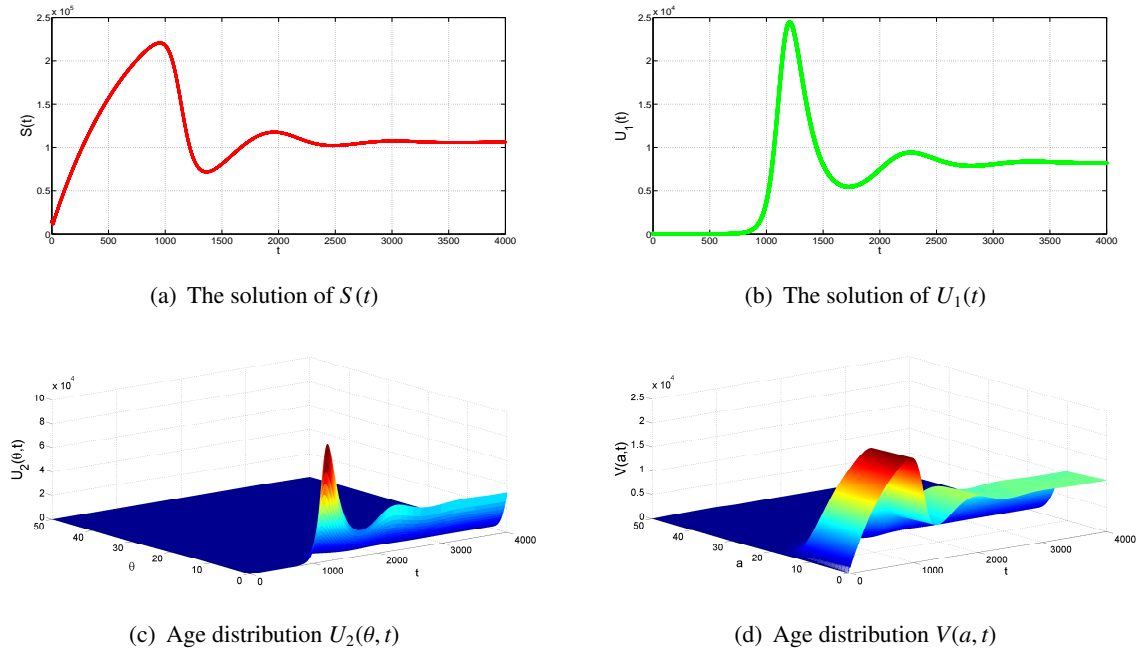 x 10^5
2.5
2
1.5
1
0.5
0
S(t)
0 500 1000 1500 2000 2500 3000 3500 4000
t
(a) The solution of S(t)
x 10^4
2.5
2
1.5
1
0.5
0
U_1(t)
0 500 1000 1500 2000 2500 3000 3500 4000
t
(b) The solution of U_1(t)
x 10^4
10
8
6
4
2
0
U_2(θ,t)
50 40 30 20 10 0
θ
0 1000 2000 3000 4000
t
(c) Age distribution U_2(θ, t)
x 10^4
2.5
2
1.5
1
0.5
0
V(a,t)
50 40 30 20 10 0
a
0 1000 2000 3000 4000
t
(d) Age distribution V(a, t)